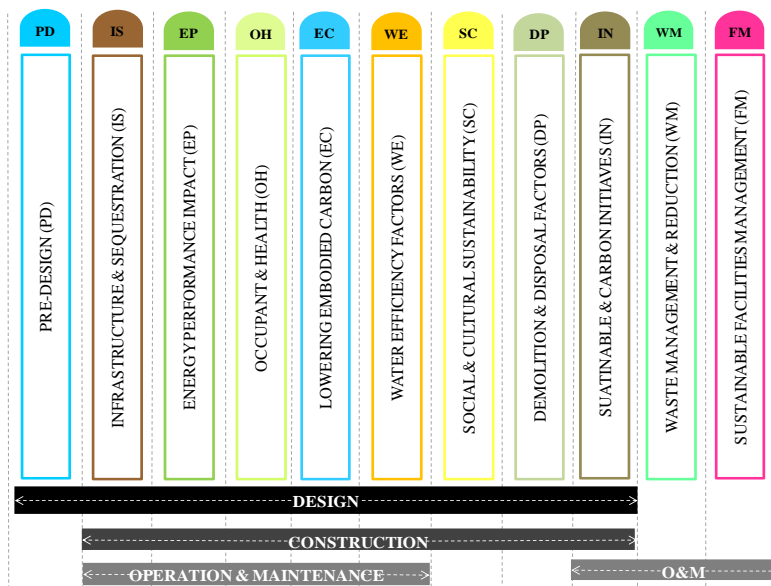 PD
IS
EP
OH
EC
WE
SC
DP
IN
WM
FM
PRE-DESIGN (PD)
INFRASTRUCTURE & SEQUESTRATION (IS)
ENERGY PERFORMANCE IMPACT (EP)
OCCUPANT & HEALTH (OH)
LOWERING EMBODIED CARBON (EC)
WATER EFFICIENCY FACTORS (WE)
SOCIAL & CULTURAL SUSTAINABILITY (SC)
DEMOLITION & DISPOSAL FACTORS (DP)
SUATINABLE & CARBON INITIAVES (IN)
WASTE MANAGEMENT & REDUCTION (WM)
SUSTAINABLE FACILITIES MANAGEMENT (FM)
DESIGN
CONSTRUCTION
OPERATION & MAINTENANCE
O&M